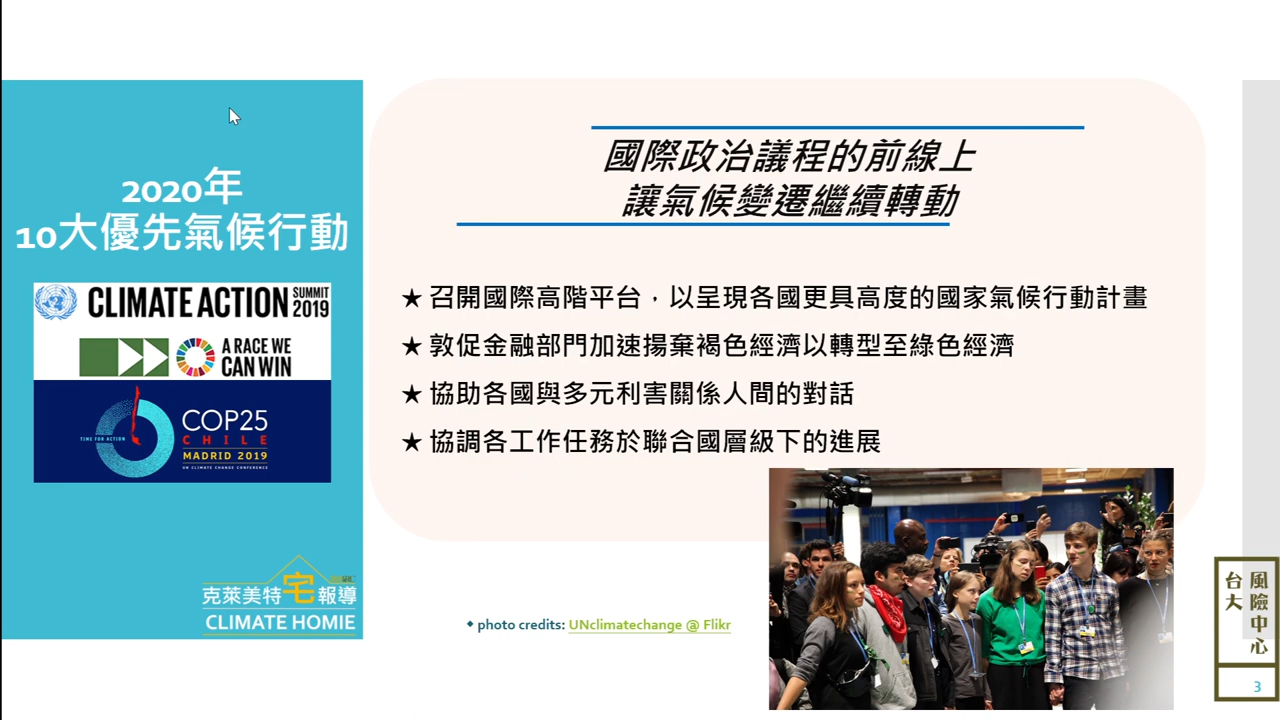 2020年
10大優先氣候行動
CLIMATE ACTION SUMMIT 2019
A RACE WE
CAN WIN
TIME FOR ACTION
COP25
CHILE
MADRID 2019
UN CLIMATE CHANGE CONFERENCE
克萊美特宅報導
CLIMATE HOMIE
國際政治議程的前線上
讓氣候變遷繼續轉動
★ 召開國際高階平台，以呈現各國更具高度的國家氣候行動計畫
★ 敦促金融部門加速揚棄褐色經濟以轉型至綠色經濟
★ 協助各國與多元利害關係人間的對話
★ 協調各工作任務於聯合國層級下的進展
photo credits: UNclimatechange @ Flikr
台大
風險中心
3